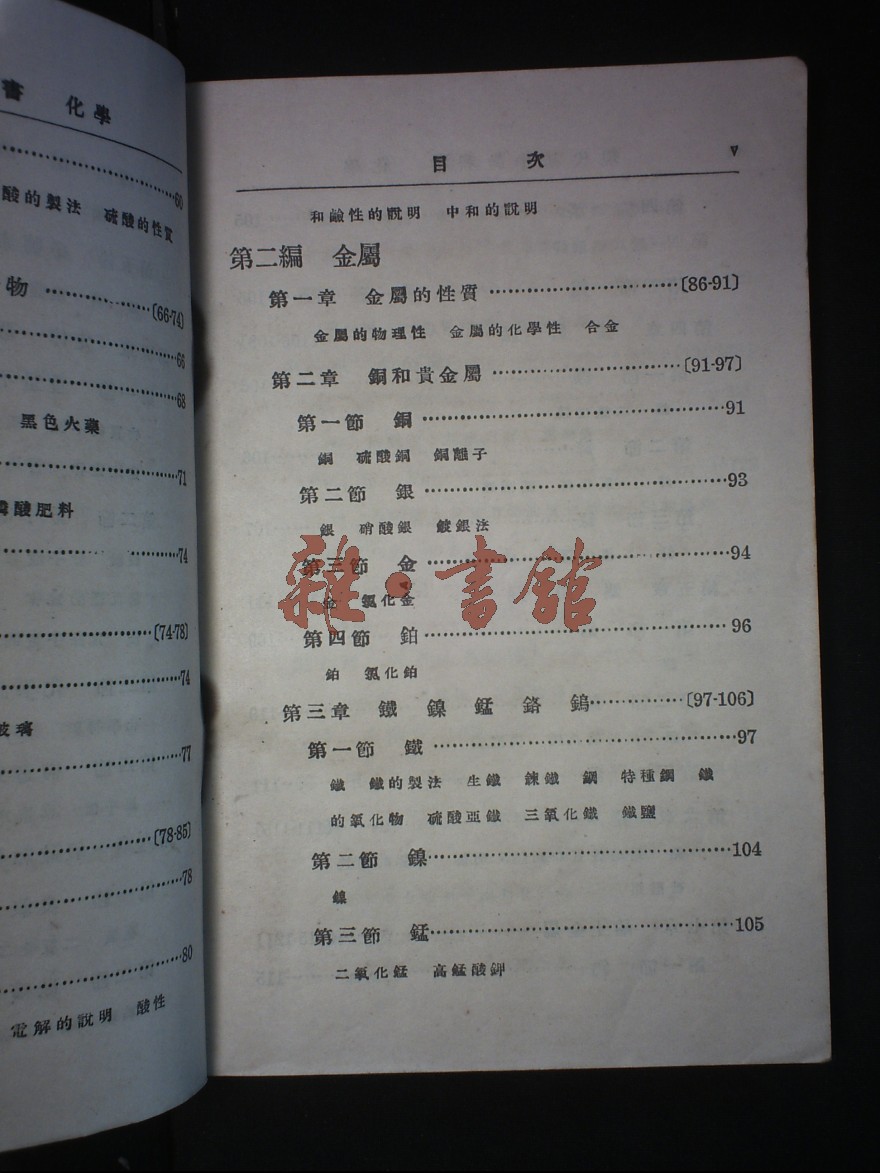 書 化學
60
酸的製法 硫酸的性質
物 [66-74]
66
68
黑色火藥
71
酸肥料
74
[74-78]
74
玻璃
77
[78-85]
78
80
電解的說明 酸性
目次 V
和鹼性的說明 中和的說明
第二編 金屬
第一章 金屬的性質 [86-91]
金屬的物理性 金屬的化學性 合金
第二章 銅和貴金屬 [91-97]
第一節 銅 91
銅 硫酸銅 銅離子
第二節 銀 93
銀 硝酸銀 鍍銀法
第三節 金 94
金 氯化金
雜·書館
第四節 鉑 96
鉑 氯化鉑
第三章 鐵 鎳 錳 鉻 鎢 [97-106]
第一節 鐵 97
鐵 鐵的製法 生鐵 鍊鐵 鋼 特種鋼 鐵
的氧化物 硫酸亞鐵 三氯化鐵 鐵鹽
第二節 鎳 104
鎳
第三節 錳 105
二氧化錳 高錳酸鉀